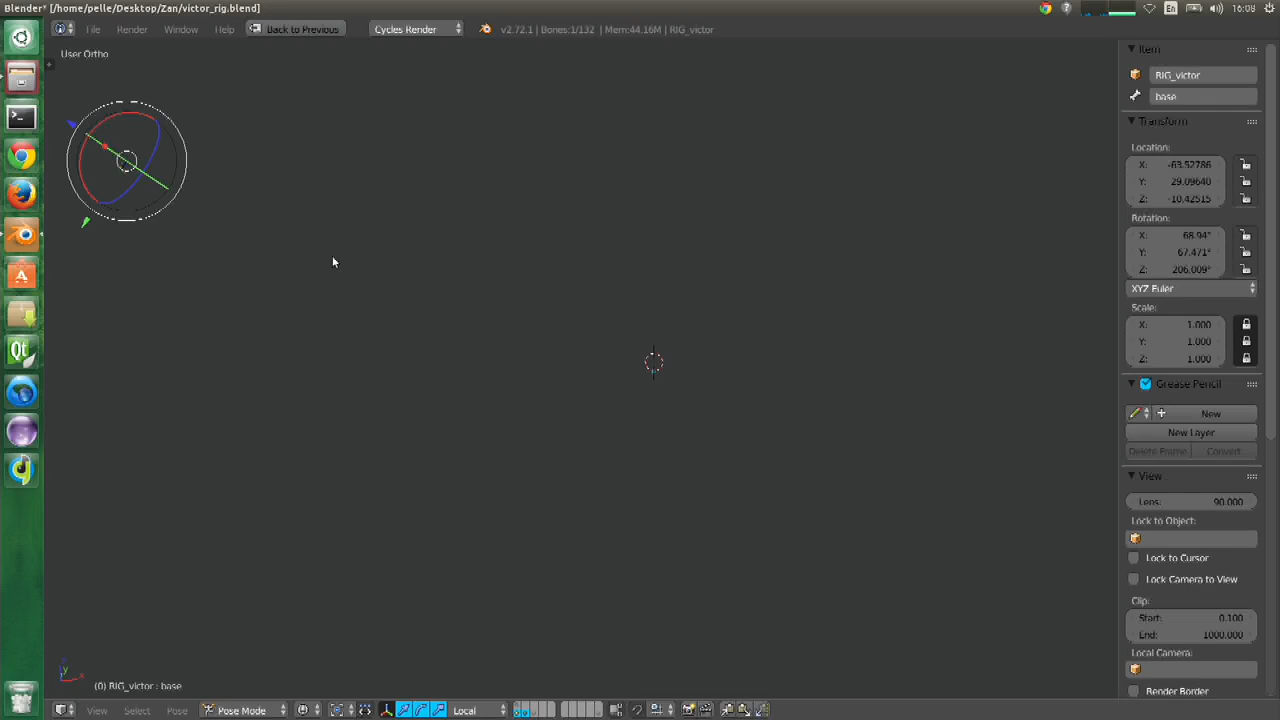 Blender* [/home/pelle/Desktop/Zan/victor_rig.blend]
En
16:08
File
Render
Window
Help
Back to Previous
Cycles Render
v2.72.1 | Bones:1/132 | Mem:44.16M | RIG_victor
User Ortho
Item
RIG_victor
base
Transform
Location:
X: -63.52786
Y: 29.09640
Z: -10.42515
Rotation:
X: 68.94°
Y: 67.471°
Z: 206.009°
XYZ Euler
Scale:
X: 1.000
Y: 1.000
Z: 1.000
Grease Pencil
New
New Layer
Delete Frame
Convert
View
Lens: 90.000
Lock to Object:
Lock to Cursor
Lock Camera to View
Clip:
Start: 0.100
End: 1000.000
Local Camera:
Render Border
Qt
y
x
(0) RIG_victor : base
View
Select
Pose
Pose Mode
Local